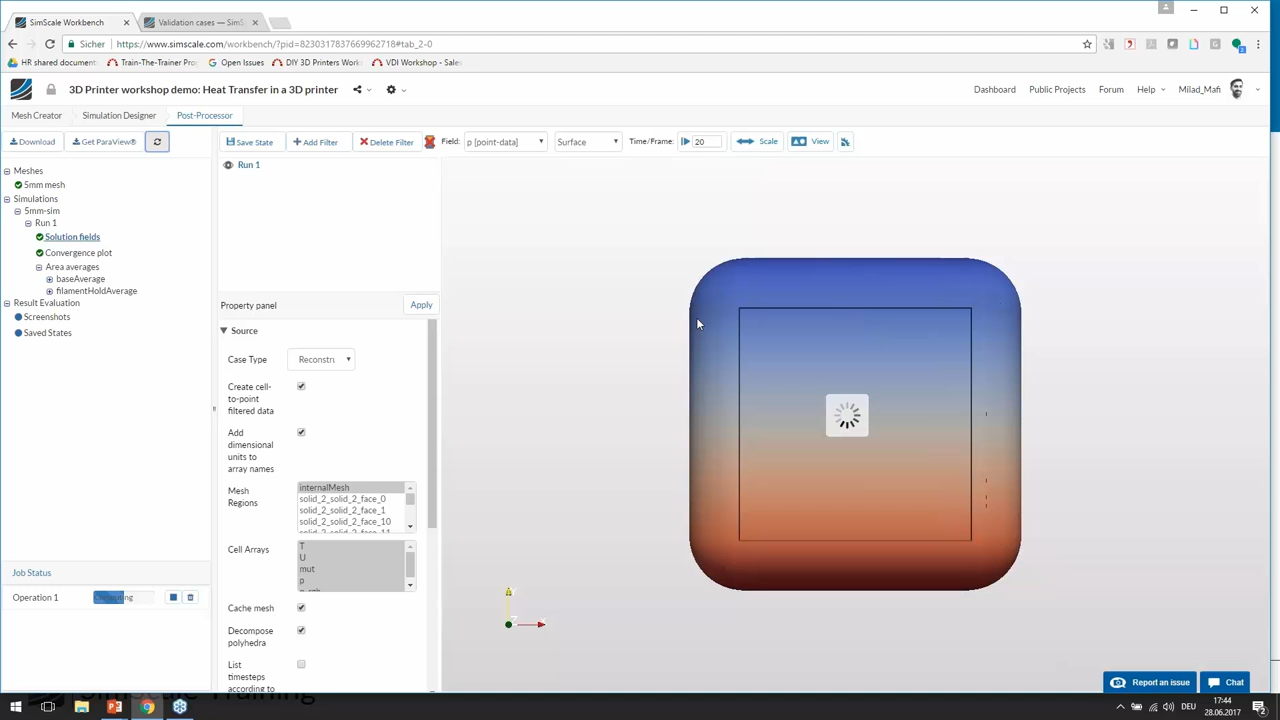 SimScale Workbench
Validation cases — SimS
Sicher
https://www.simscale.com/workbench/?pid=8230317837669962718#tab_2-0
HR shared document
Train-The-Trainer Pro
Open Issues
DIY 3D Printers Work
VDI Workshop - Sales
3D Printer workshop demo: Heat Transfer in a 3D printer
Dashboard Public Projects Forum Help Milad_Mafi
Mesh Creator Simulation Designer Post-Processor
Download Get ParaView® Save State Add Filter Delete Filter Field: p [point-data] Surface Time/Frame: 20 Scale View
Meshes
5mm mesh
Simulations
5mm-sim
Run 1
Solution fields
Convergence plot
Area averages
baseAverage
filamentHoldAverage
Result Evaluation
Screenshots
Saved States
Job Status
Operation 1
Run 1
Property panel Apply
Source
Case Type Reconstru
Create cell-
to-point
filtered data
Add
dimensional
units to
array names
Mesh
Regions
internalMesh
solid_2_solid_2_face_0
solid_2_solid_2_face_1
solid_2_solid_2_face_10
solid_2_solid_2_face_11
Cell Arrays
T
U
mut
p
p_rgh
Cache mesh
Decompose
polyhedra
List
timesteps
according to
Report an issue
Chat
SimScale Training
DEU
17:44
28.06.2017
2